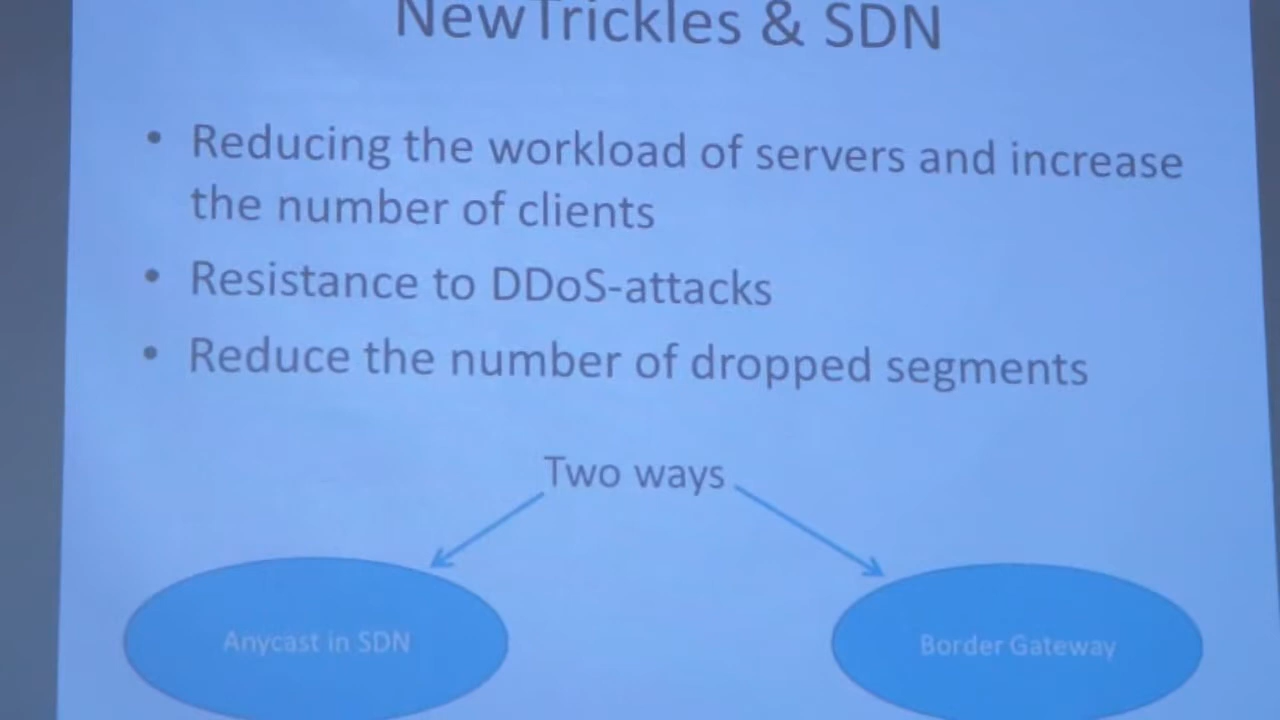 NewTrickles & SDN
• Reducing the workload of servers and increase
the number of clients
• Resistance to DDoS-attacks
• Reduce the number of dropped segments
Two ways
Anycast in SDN
Border Gateway